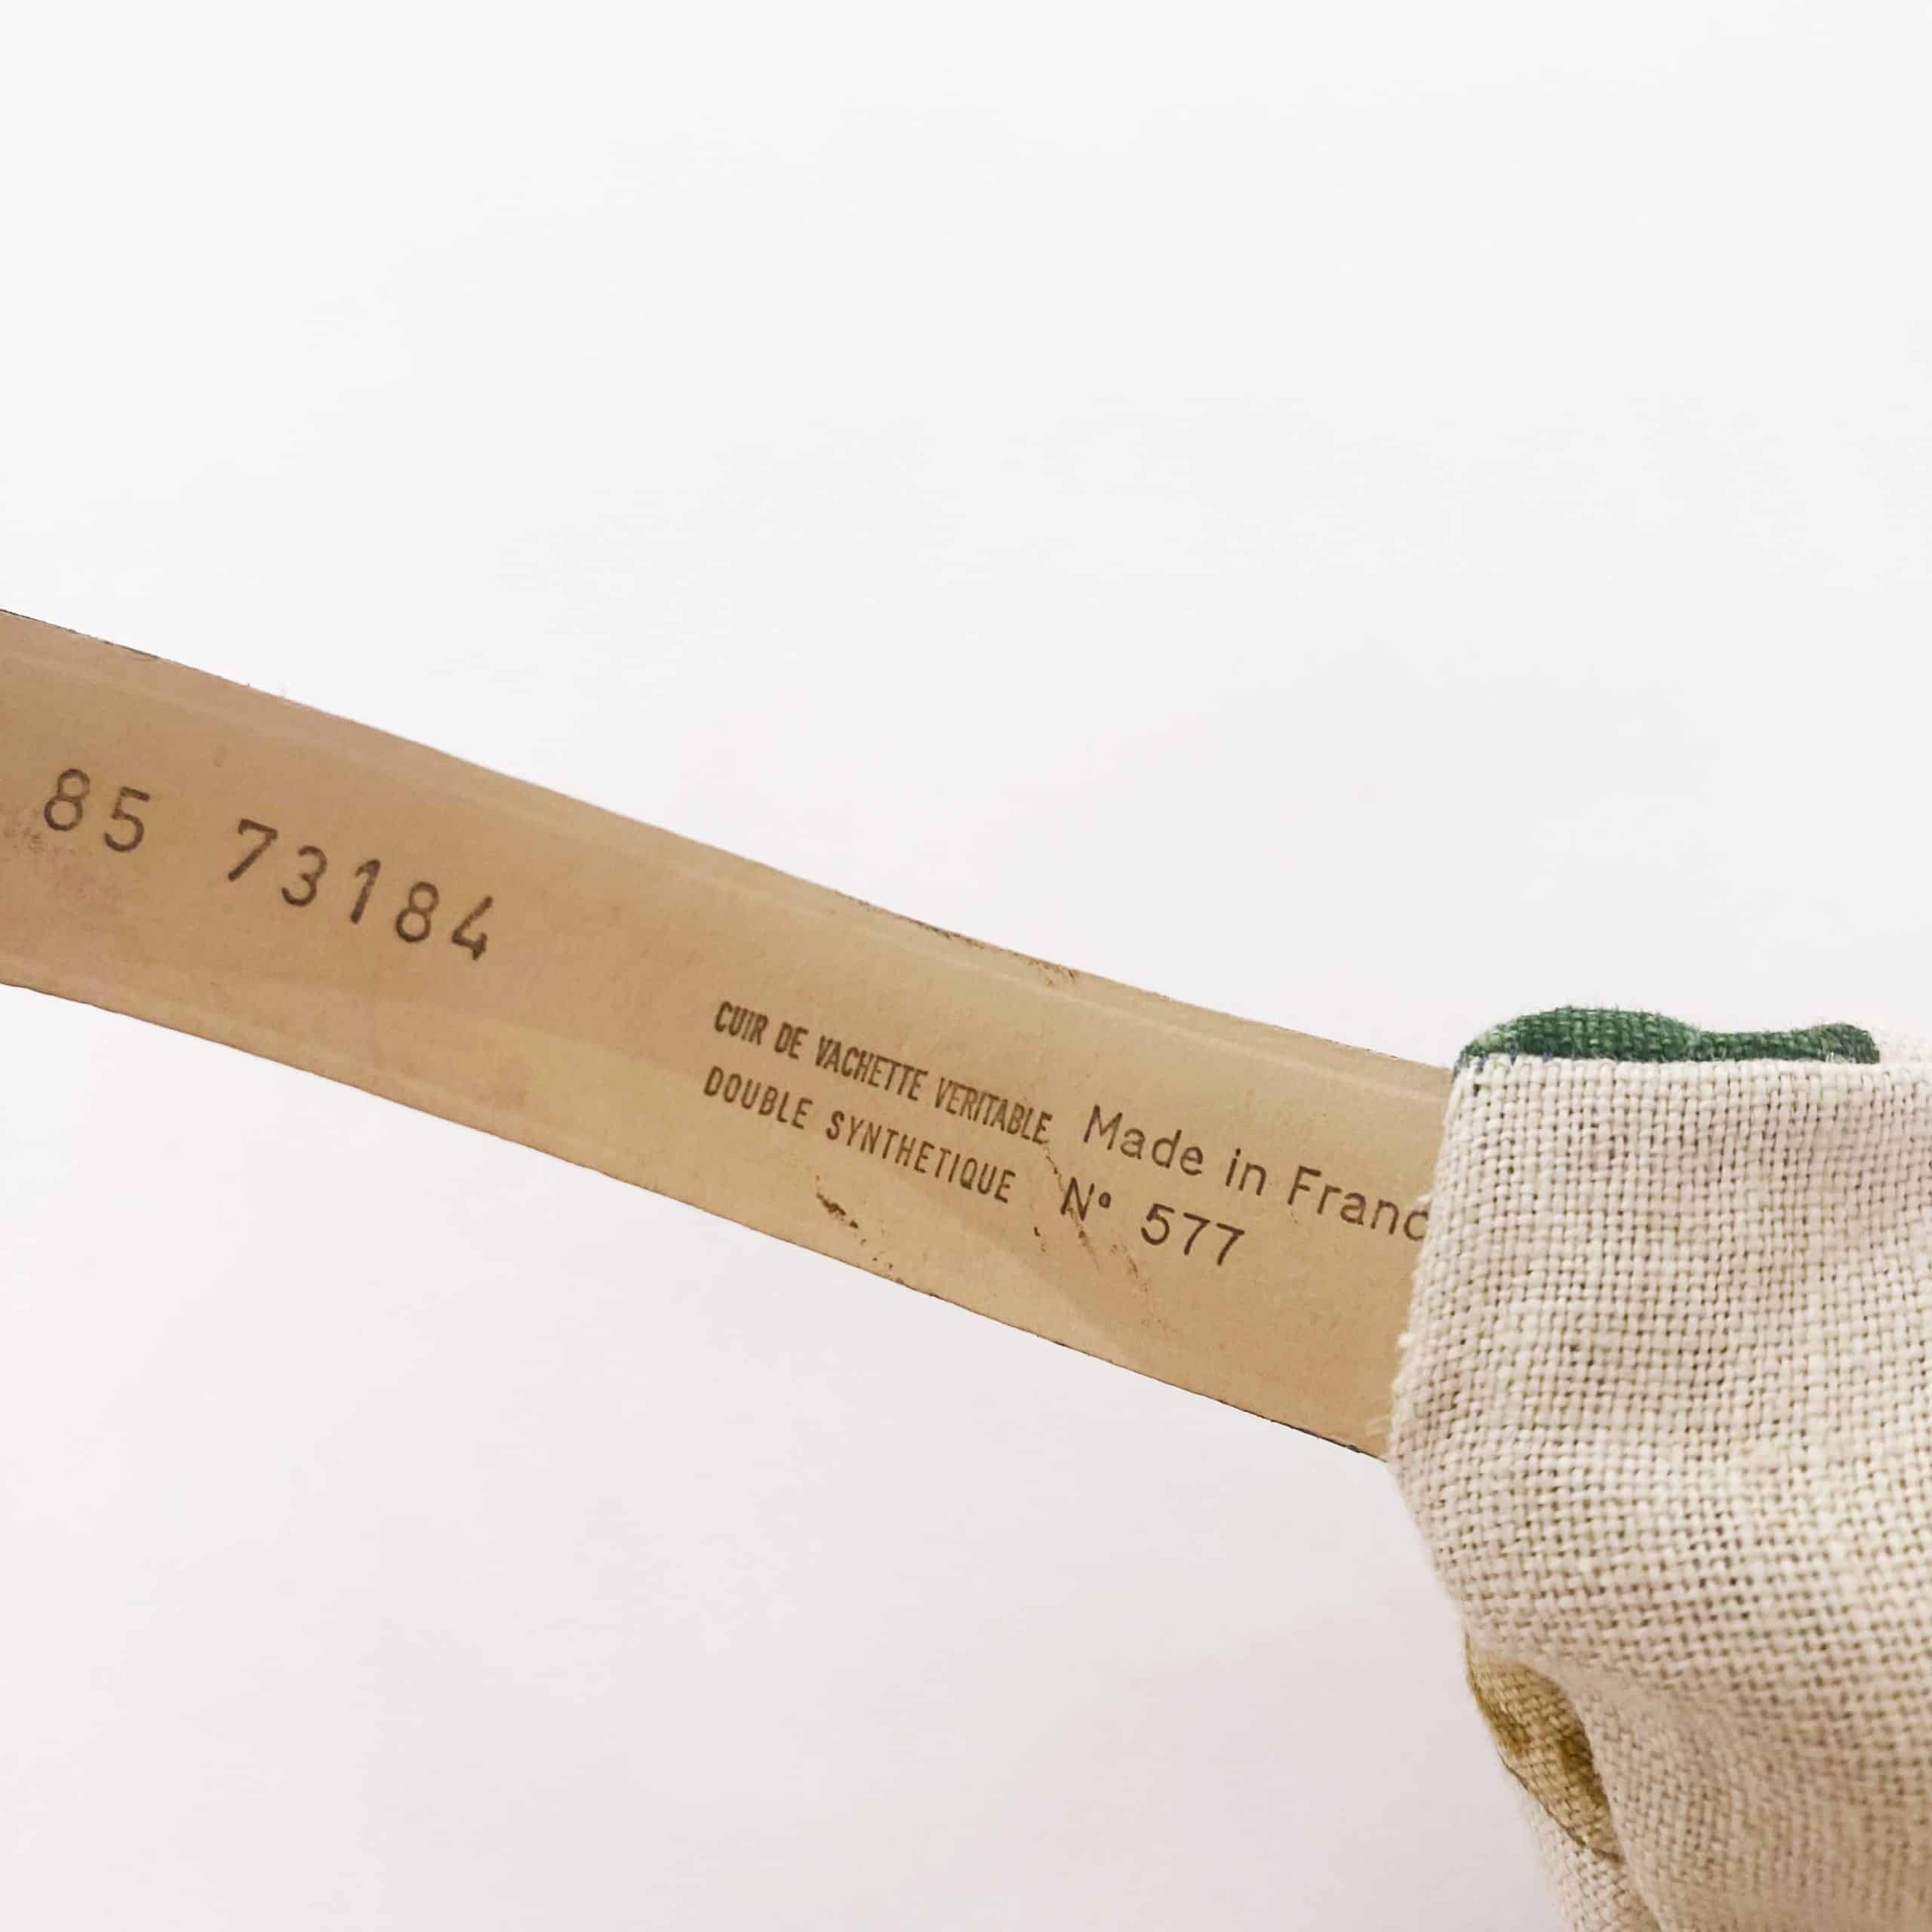 85 73184
CUIR DE VACHETTE VERITABLE
DOUBLE SYNTHETIQUE
Made in Franc
N° 577